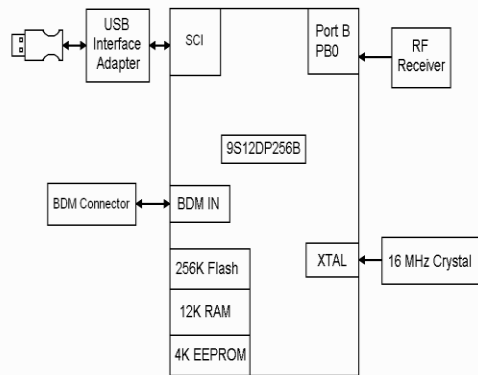 USB
Interface
Adapter
SCI
Port B
PB0
RF
Receiver
9S12DP256B
BDM Connector
BDM IN
256K Flash
XTAL
16 MHz Crystal
12K RAM
4K EEPROM